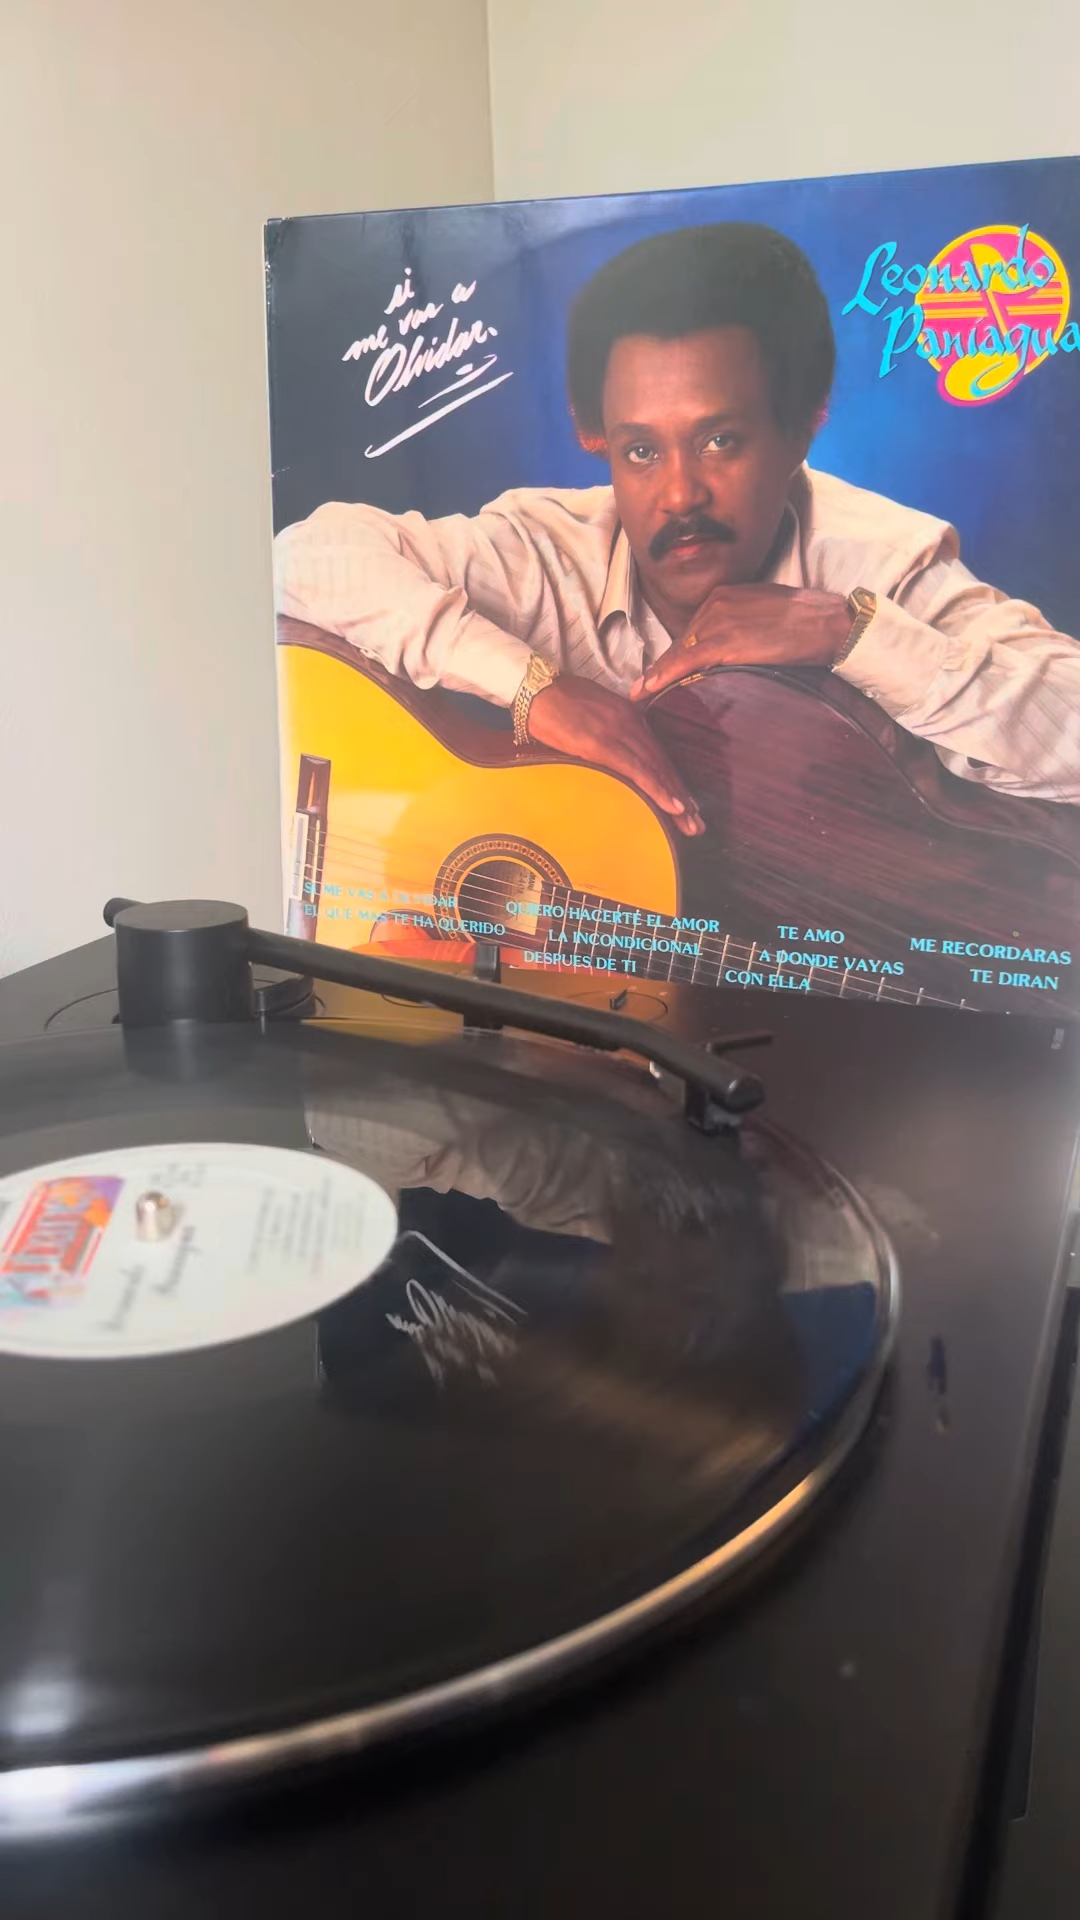 si
me vas a
Olvidar.
Leonardo
Paniagua
SI ME VAS A OLVIDAR
EL QUE MAS TE HA QUERIDO
QUIERO HACERTE EL AMOR
LA INCONDICIONAL
DESPUES DE TI
TE AMO
A DONDE VAYAS
CON ELLA
ME RECORDARAS
TE DIRAN